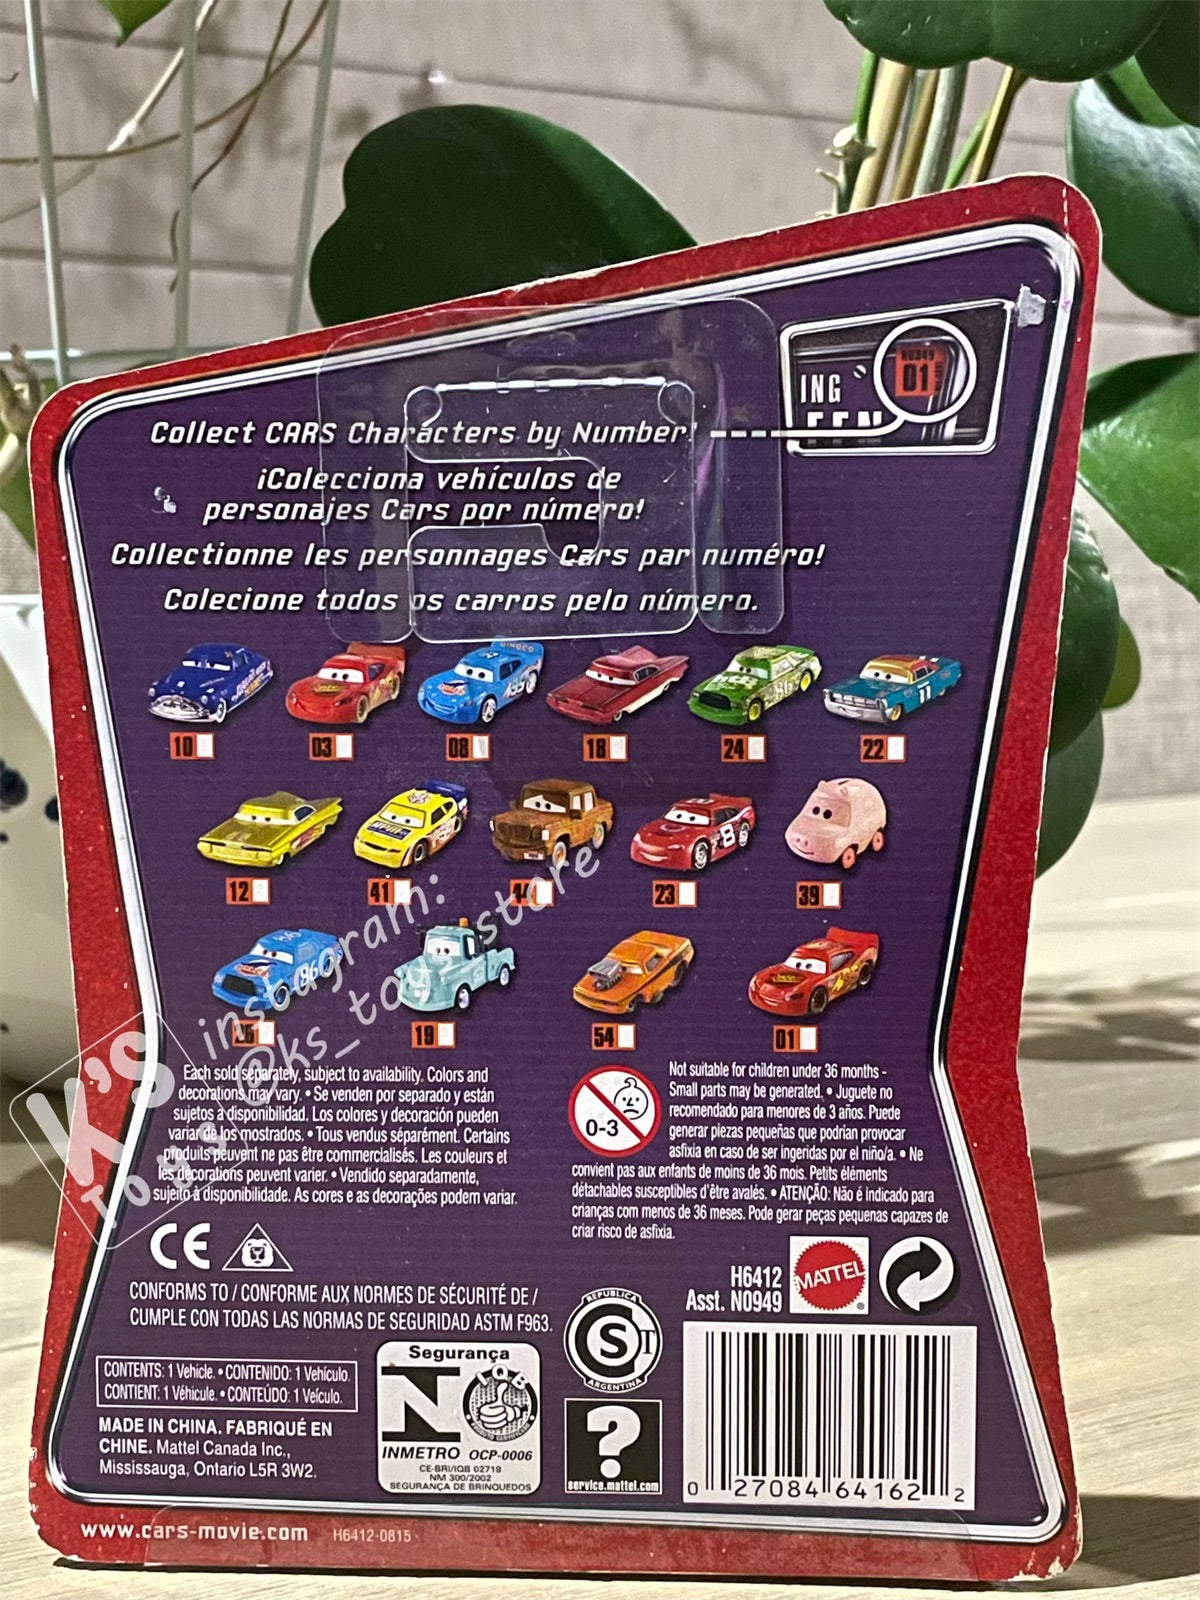 ING
01
Collect CARS Characters by Number!
¡Colecciona vehículos de
personajes Cars por número!
Collectionne les personnages Cars par numéro!
Colecione todos os carros pelo número.
DINOCO
10 03 08 18 24 22
8
12 41 44 23 39
86
19 54 01
instagram:
@ks_toy_store
K'S
Toys
Each sold separately, subject to availability. Colors and
decorations may vary. • Se venden por separado y están
sujetos a disponibilidad. Los colores y decoración pueden
variar de los mostrados. • Tous vendus séparément. Certains
produits peuvent ne pas être commercialisés. Les couleurs et
les décorations peuvent varier. • Vendido separadamente,
sujeito à disponibilidade. As cores e as decorações podem variar.
0-3
Not suitable for children under 36 months -
Small parts may be generated. • Juguete no
recomendado para menores de 3 años. Puede
generar piezas pequeñas que podrian provocar
asfixia en caso de ser ingeridas por el niño/a. • Ne
convient pas aux enfants de moins de 36 mois. Petits éléments
détachables susceptibles d'être avalés. • ATENÇÃO: Não é indicado para
crianças com menos de 36 meses. Pode gerar peças pequenas capazes de
criar risco de asfixia.
CE
CONFORMS TO / CONFORME AUX NORMES DE SÉCURITÉ DE /
CUMPLE CON TODAS LAS NORMAS DE SEGURIDAD ASTM F963.
H6412
Asst. N0949
MATTEL
CONTENTS: 1 Vehicle. • CONTENIDO: 1 Vehículo.
CONTIENT: 1 Véhicule. • CONTEÚDO: 1 Veículo.
MADE IN CHINA. FABRIQUÉ EN
CHINE. Mattel Canada Inc.,
Mississauga, Ontario L5R 3W2.
Segurança
IQB
PRODUTO CERTIFICADO
INMETRO OCP-0006
CE-BRI/IQB 02719
NM 300/2002
SEGURANÇA DE BRINQUEDOS
REPUBLICA
ARGENTINA
?
service.mattel.com
0 27084 64162 2
www.cars-movie.com H6412-0815